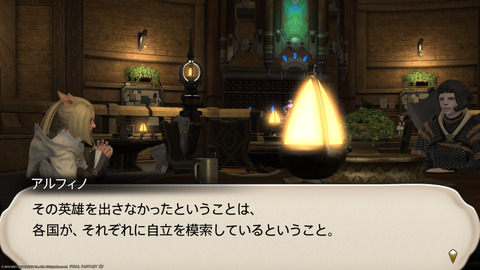 アルフィノ
その英雄を出さなかったということは、
各国が、それぞれに自立を模索しているということ。